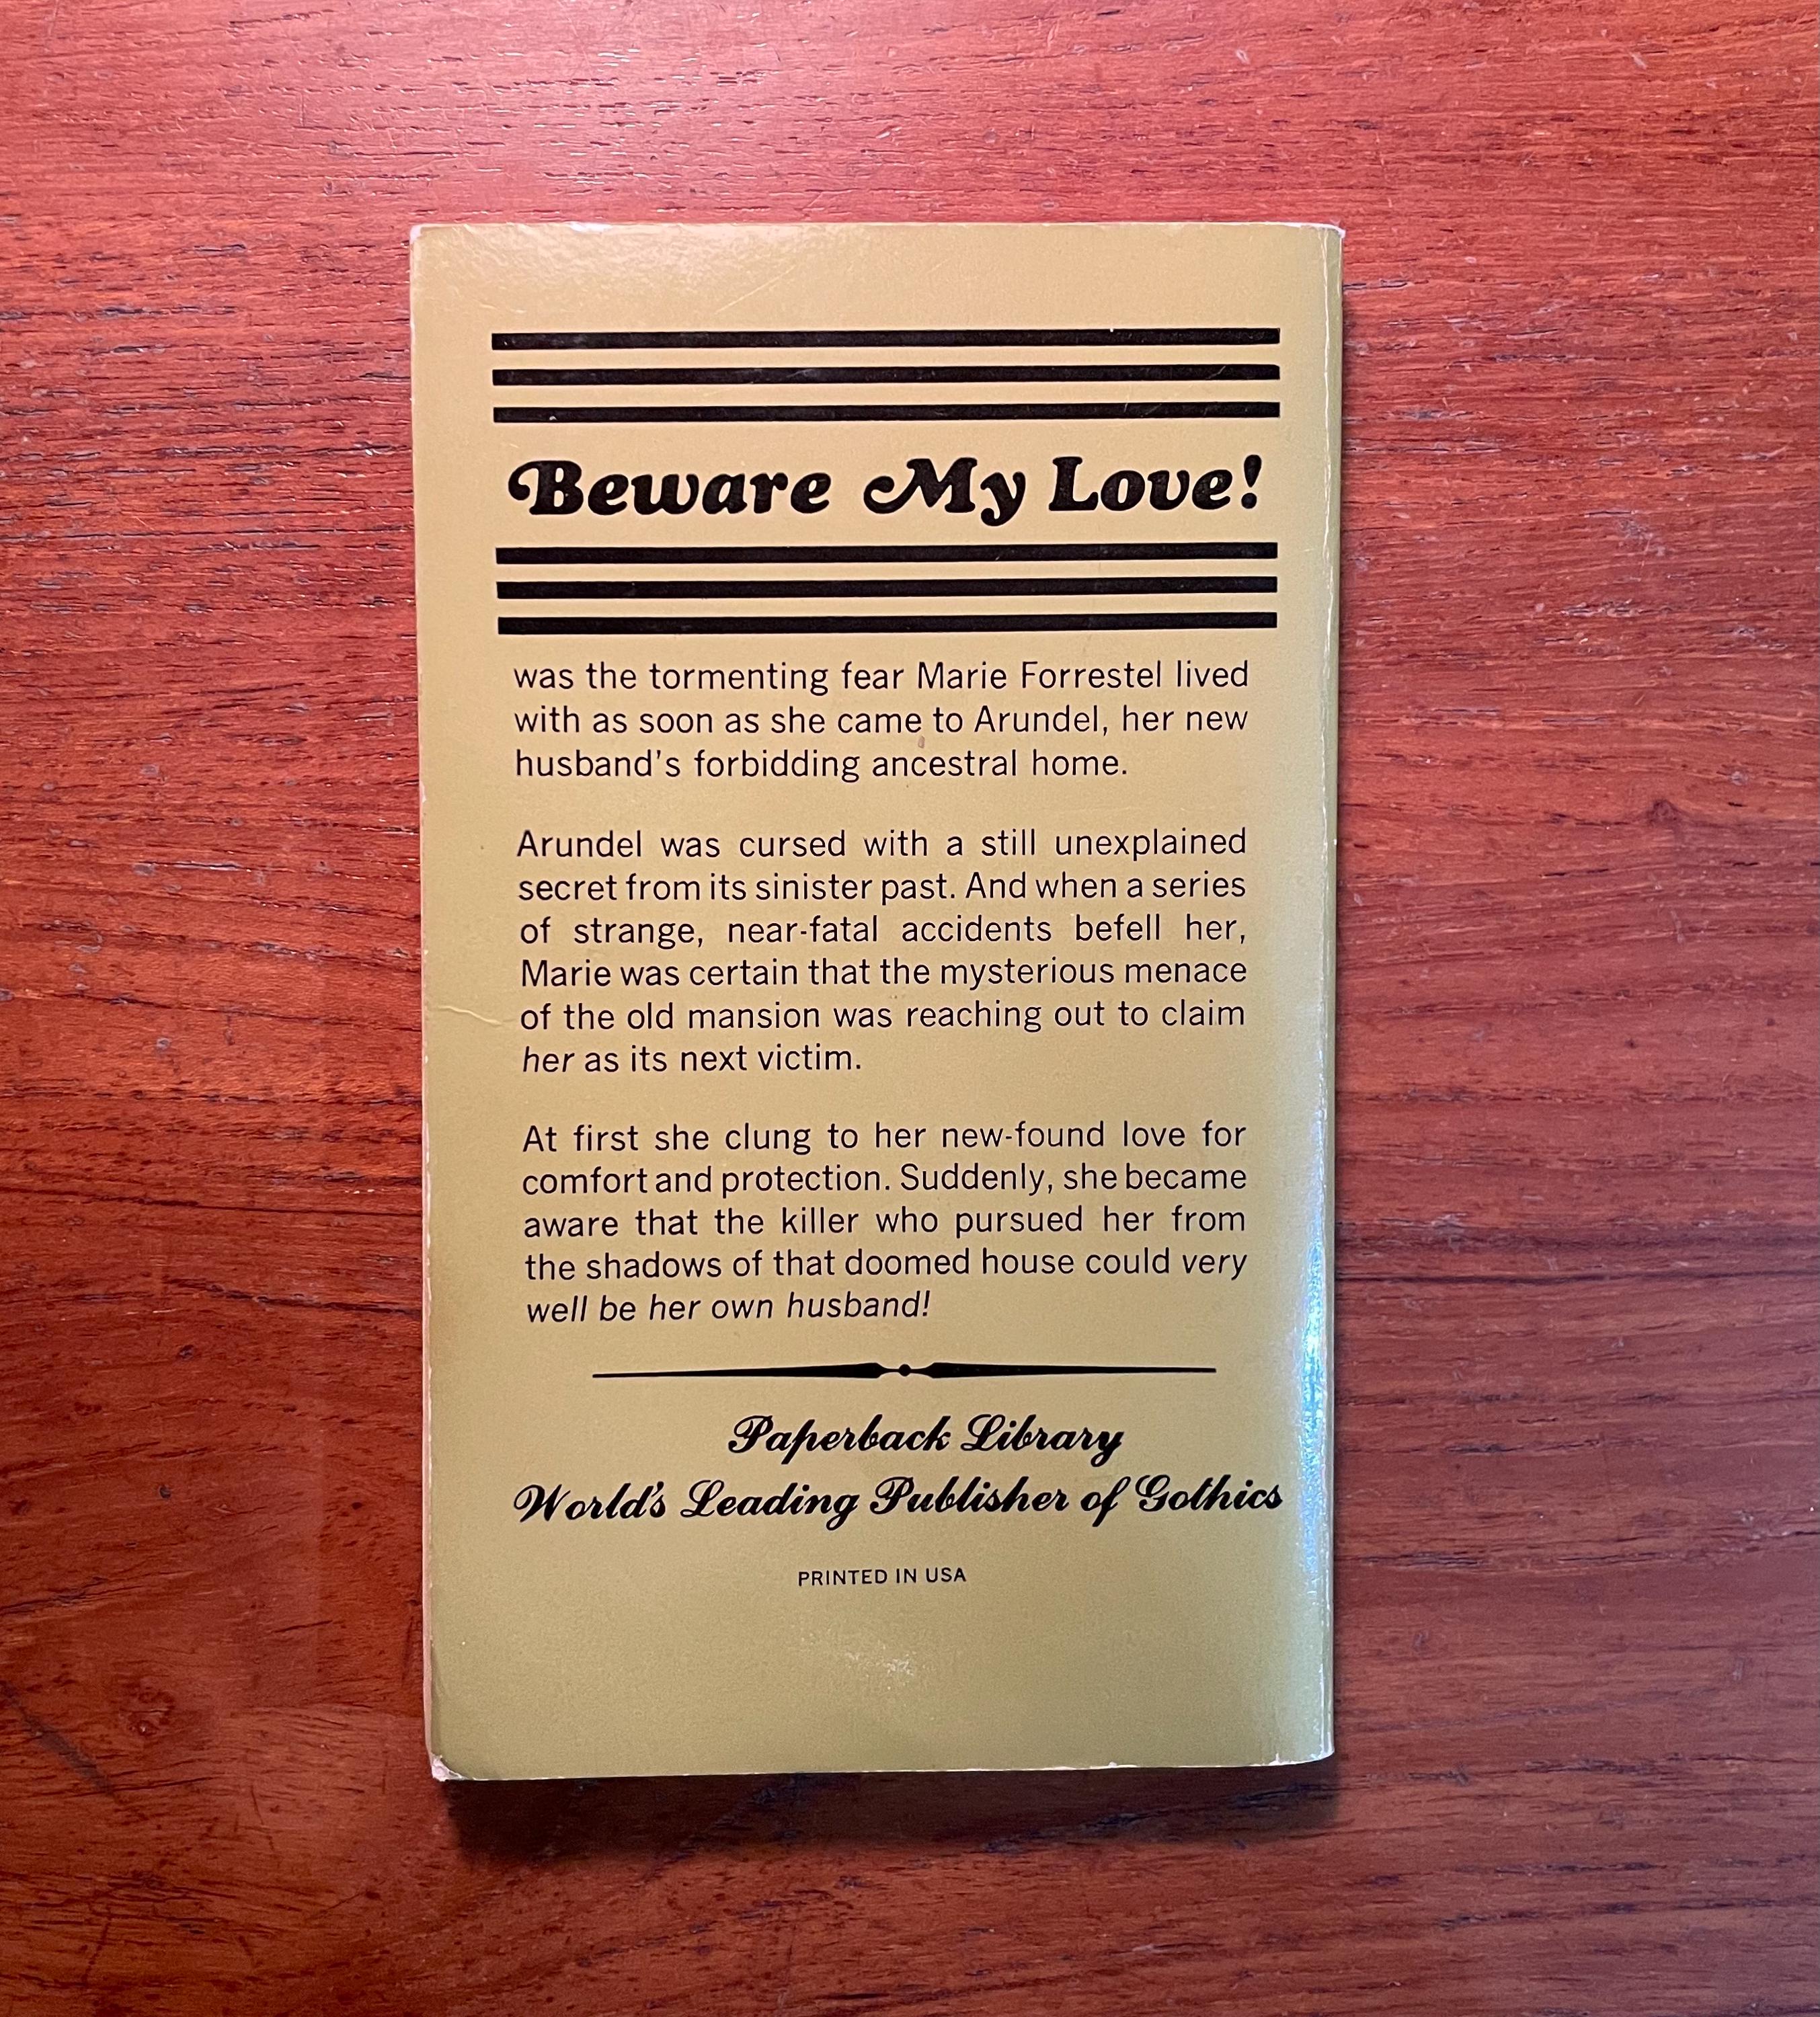 Beware My Love!
was the tormenting fear Marie Forrestel lived
with as soon as she came to Arundel, her new
husband's forbidding ancestral home.
Arundel was cursed with a still unexplained
secret from its sinister past. And when a series
of strange, near-fatal accidents befell her,
Marie was certain that the mysterious menace
of the old mansion was reaching out to claim
her as its next victim.
At first she clung to her new-found love for
comfort and protection. Suddenly, she became
aware that the killer who pursued her from
the shadows of that doomed house could very
well be her own husband!
Paperback Library
World's Leading Publisher of Gothics
PRINTED IN USA